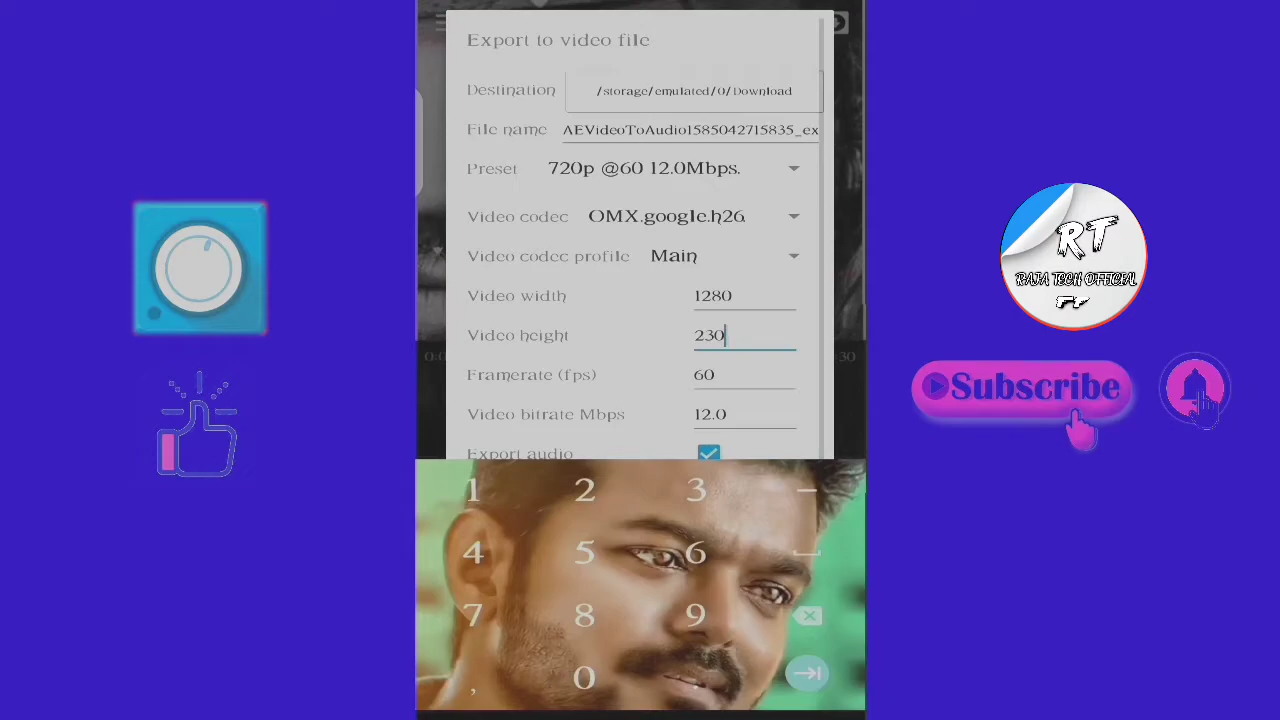 Export to video file
Destination /storage/emulated/0/Download
File name AEVideoToAudio1585042715835_ex
Preset 720p @60 12.0Mbps.
Video codec OMX.google.h26
Video codec profile Main
Video width 1280
Video height 230
Framerate (fps) 60
Video bitrate Mbps 12.0
Export audio
1 2 3 –
4 5 6
7 8 9
, 0
RT
RAJA TECH OFFICIAL
Subscribe